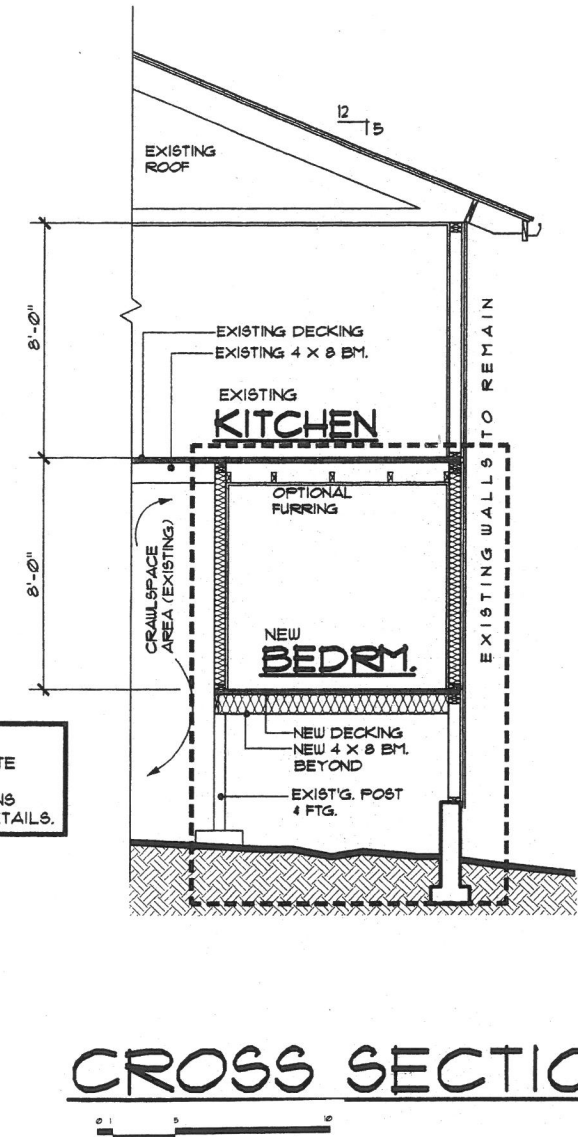 12
5
EXISTING
ROOF
8'-0"
EXISTING DECKING
EXISTING 4 X 8 BM.
EXISTING
KITCHEN
EXISTING WALLS TO REMAIN
OPTIONAL
FURRING
8'-0"
CRAWLSPACE
AREA (EXISTING)
NEW
BEDRM.
NEW DECKING
NEW 4 X 8 BM.
BEYOND
EXIST'G. POST
& FTG.
TE
NS
TAILS.
CROSS SECTIO
0 1 5 10